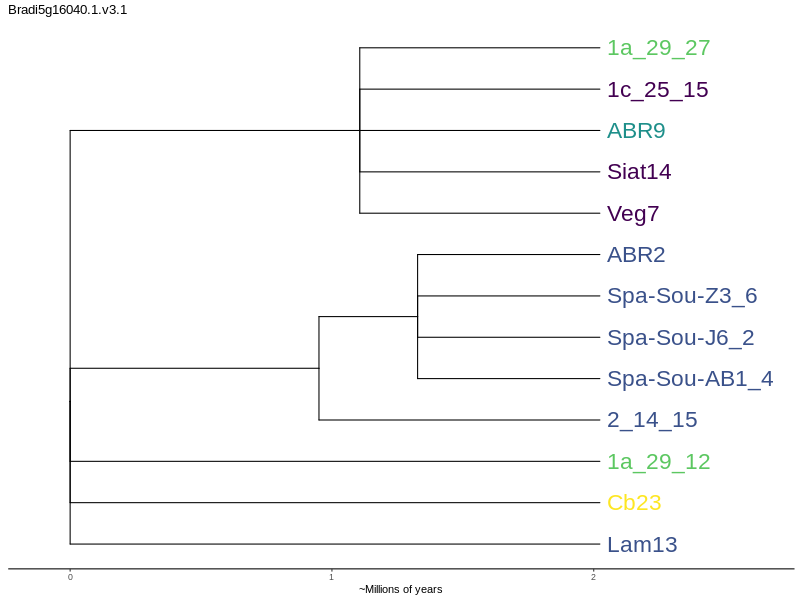 Bradi5g16040.1.v3.1
1a_29_27
1c_25_15
ABR9
Siat14
Veg7
ABR2
Spa-Sou-Z3_6
Spa-Sou-J6_2
Spa-Sou-AB1_4
2_14_15
1a_29_12
Cb23
Lam13
0 1 2
~Millions of years